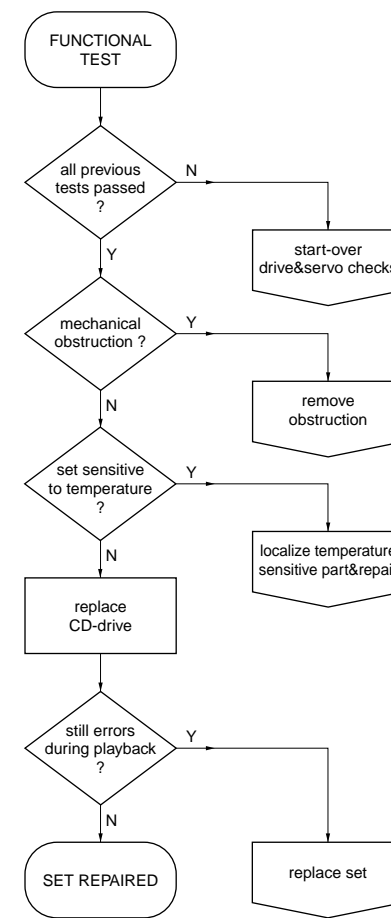 FUNCTIONAL
TEST
all previous
tests passed
?
N
start-over
drive&servo checks
Y
mechanical
obstruction ?
Y
remove
obstruction
N
set sensitive
to temperature
?
Y
localize temperature
sensitive part&repair
N
replace
CD-drive
still errors
during playback
?
Y
replace set
N
SET REPAIRED